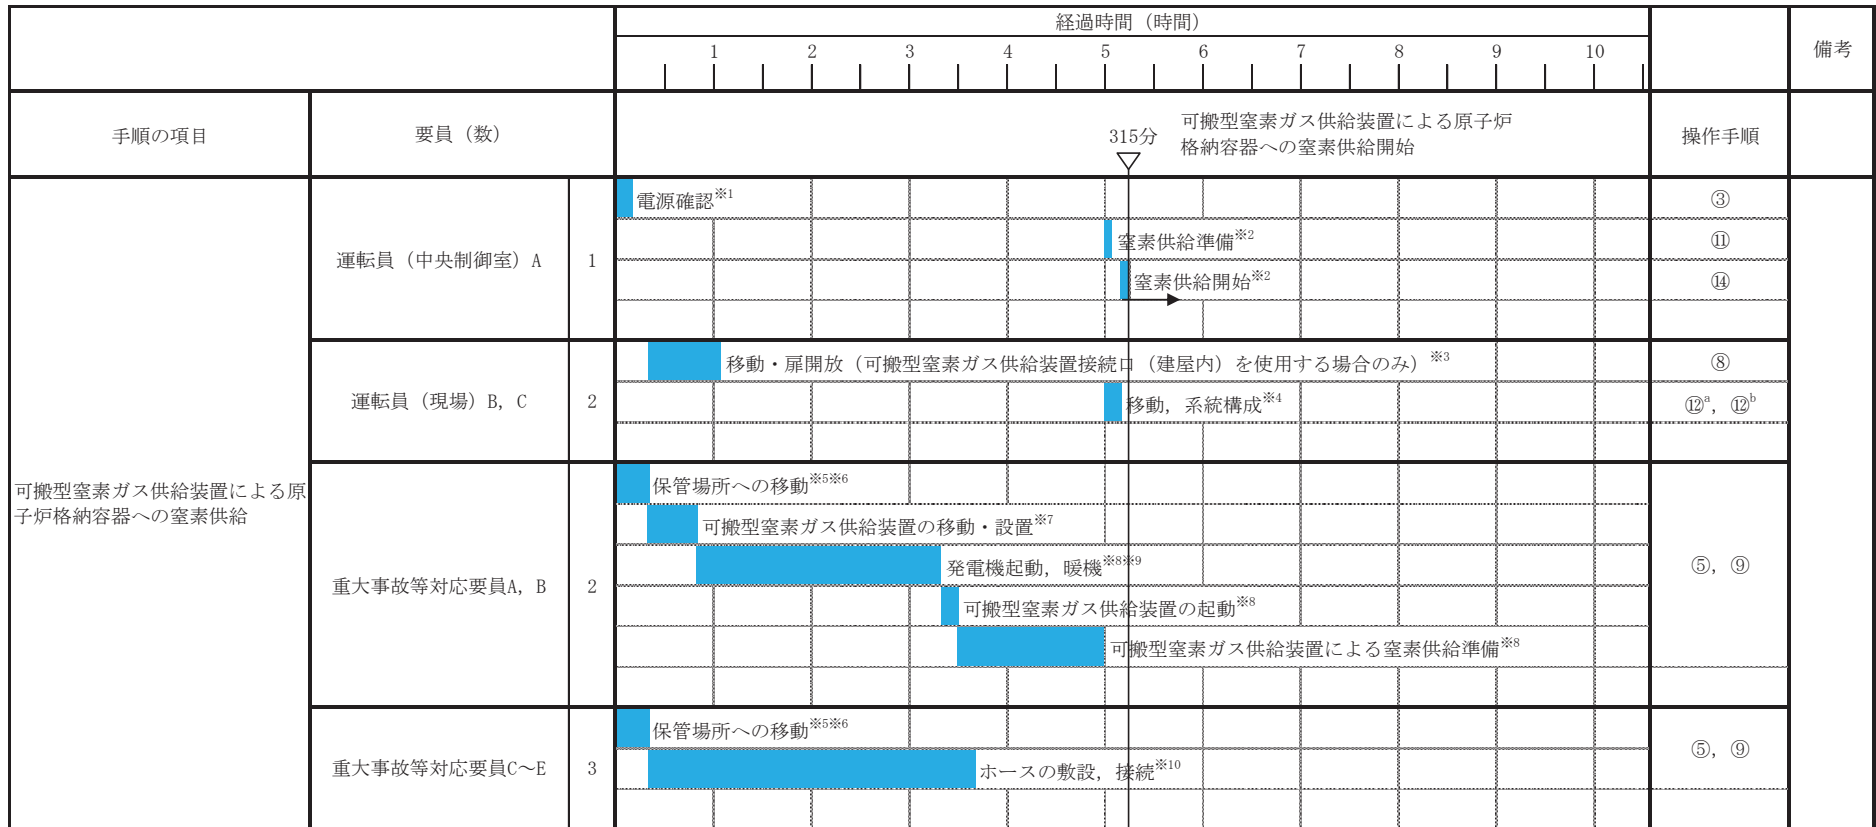 経過時間（時間）
備考
1 2 3 4 5 6 7 8 9 10
手順の項目
要員（数）
315分
可搬型窒素ガス供給装置による原子炉
格納容器への窒素供給開始
操作手順
可搬型窒素ガス供給装置による原
子炉格納容器への窒素供給
運転員（中央制御室）A
1
電源確認※1
③
窒素供給準備※2
⑪
窒素供給開始※2
⑭
運転員（現場）B，C
2
移動・扉開放（可搬型窒素ガス供給装置接続口（建屋内）を使用する場合のみ）※3
⑧
移動，系統構成※4
⑫a，⑫b
重大事故等対応要員A，B
2
保管場所への移動※5※6
可搬型窒素ガス供給装置の移動・設置※7
発電機起動，暖機※8※9
可搬型窒素ガス供給装置の起動※8
可搬型窒素ガス供給装置による窒素供給準備※8
⑤，⑨
重大事故等対応要員C～E
3
保管場所への移動※5※6
ホースの敷設，接続※10
⑤，⑨